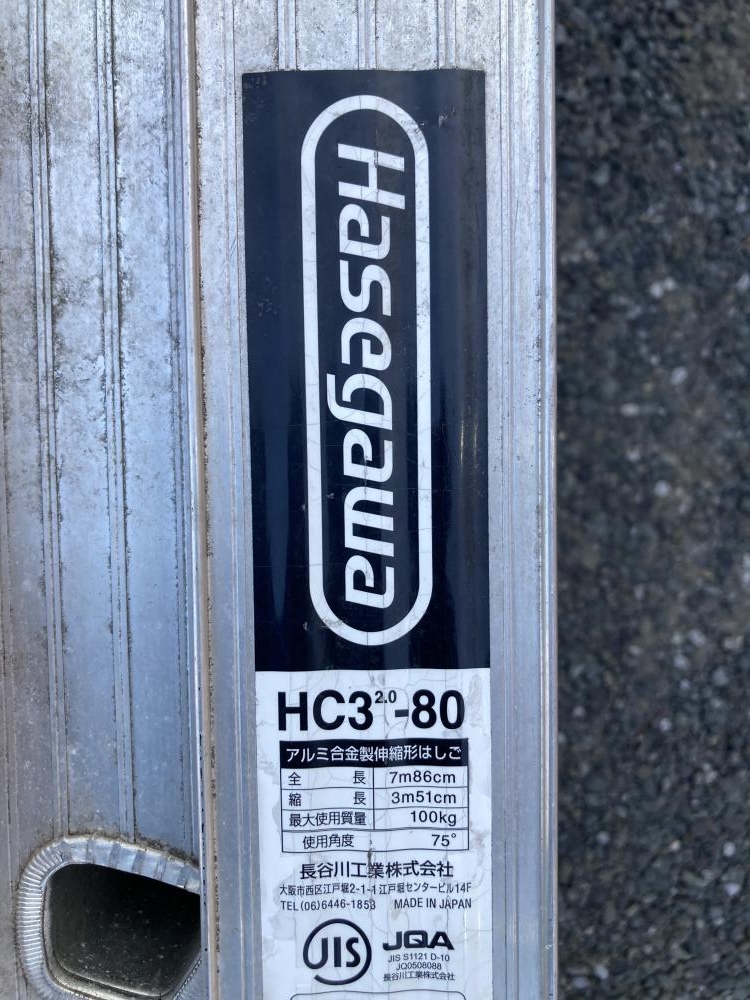 Hasegawa
HC3 2.0-80
アルミ合金製伸縮形はしご
全長 7m86cm
縮長 3m51cm
最大使用質量 100kg
使用角度 75°
長谷川工業株式会社
大阪市西区江戸堀2-1-1 江戸堀センタービル14F
TEL(06)6446-1853 MADE IN JAPAN
JIS JQA
JIS S1121 D-10
JQ0508088
長谷川工業株式会社